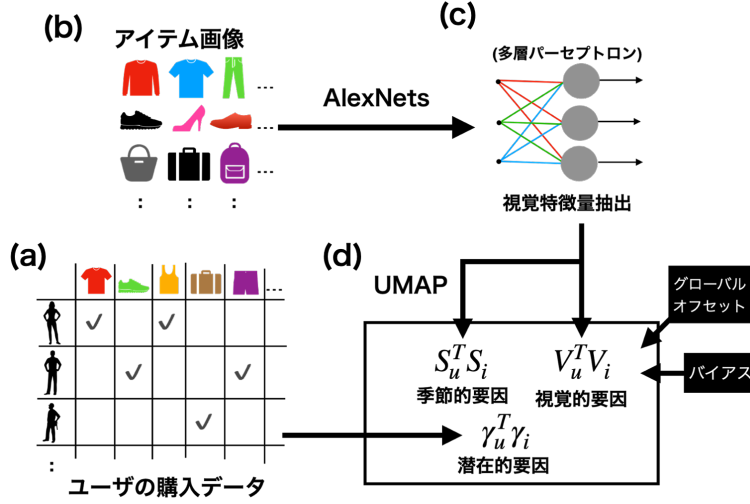 (b)
アイテム画像
...
...
...
:
:
:
AlexNets
(c)
(多層パーセプトロン)
視覚特徴量抽出
(a)
...
:
ユーザの購入データ
(d)
UMAP
グローバル
オフセット
バイアス
S_u^T S_i
季節的要因
V_u^T V_i
視覚的要因
γ_u^T γ_i
潜在的要因